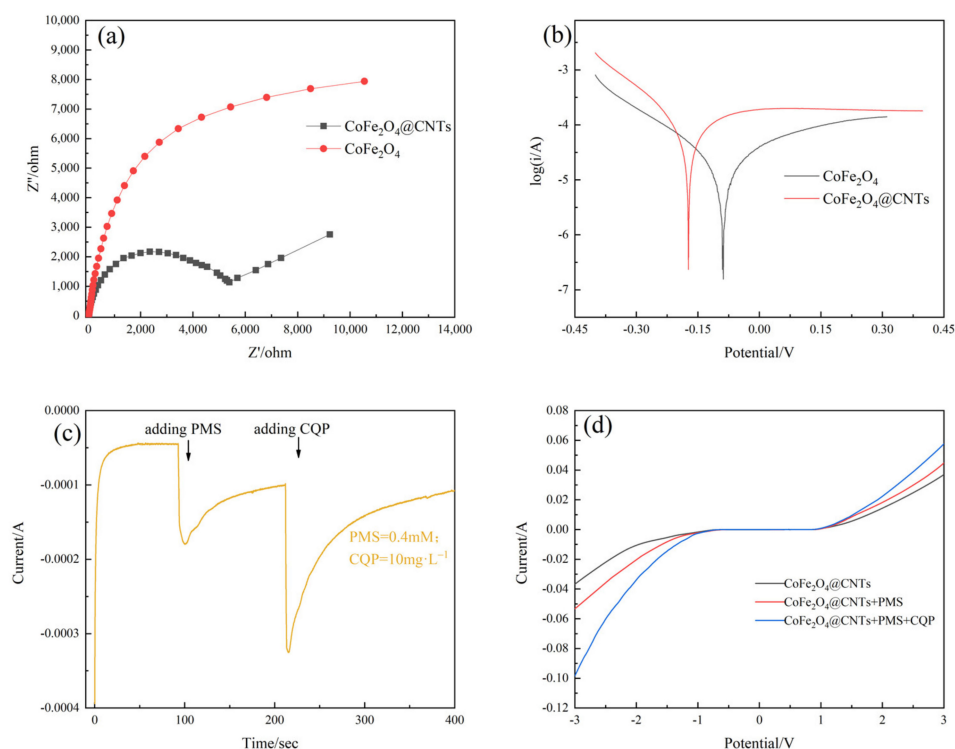 (a)
10,000
9,000
8,000
7,000
6,000
5,000
4,000
3,000
2,000
1,000
0
Z''/ohm
CoFe₂O₄@CNTs
CoFe₂O₄
0 2,000 4,000 6,000 8,000 10,000 12,000 14,000
Z'/ohm
(b)
-3
-4
-5
-6
-7
log(i/A)
CoFe₂O₄
CoFe₂O₄@CNTs
-0.45 -0.30 -0.15 0.00 0.15 0.30 0.45
Potential/V
(c)
0.0000
-0.0001
-0.0002
-0.0003
-0.0004
Current/A
adding PMS
adding CQP
PMS=0.4mM;
CQP=10mg·L⁻¹
0 100 200 300 400
Time/sec
(d)
0.08
0.06
0.04
0.02
0.00
-0.02
-0.04
-0.06
-0.08
-0.10
-0.12
Current/A
CoFe₂O₄@CNTs
CoFe₂O₄@CNTs+PMS
CoFe₂O₄@CNTs+PMS+CQP
-3 -2 -1 0 1 2 3
Potential/V